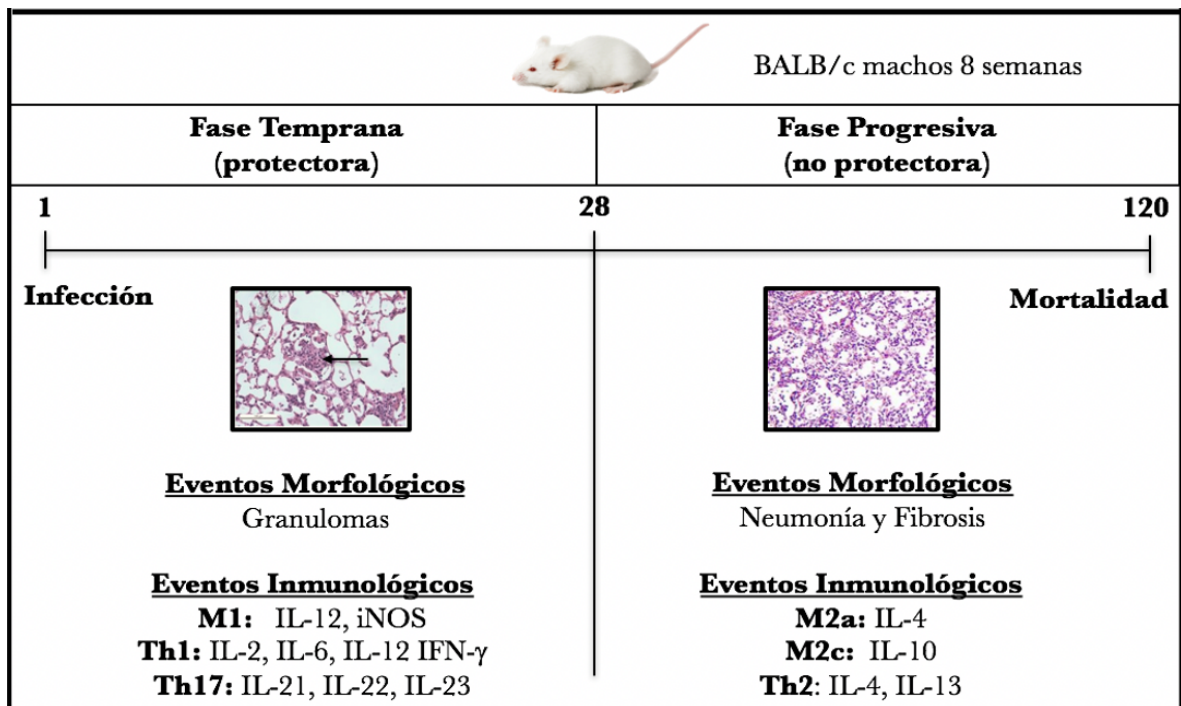 BALB/c machos 8 semanas
Fase Temprana
(protectora)
Fase Progresiva
(no protectora)
1
28
120
Infección
Mortalidad
Eventos Morfológicos
Granulomas
Eventos Inmunológicos
M1: IL-12, iNOS
Th1: IL-2, IL-6, IL-12 IFN-γ
Th17: IL-21, IL-22, IL-23
Eventos Morfológicos
Neumonía y Fibrosis
Eventos Inmunológicos
M2a: IL-4
M2c: IL-10
Th2: IL-4, IL-13